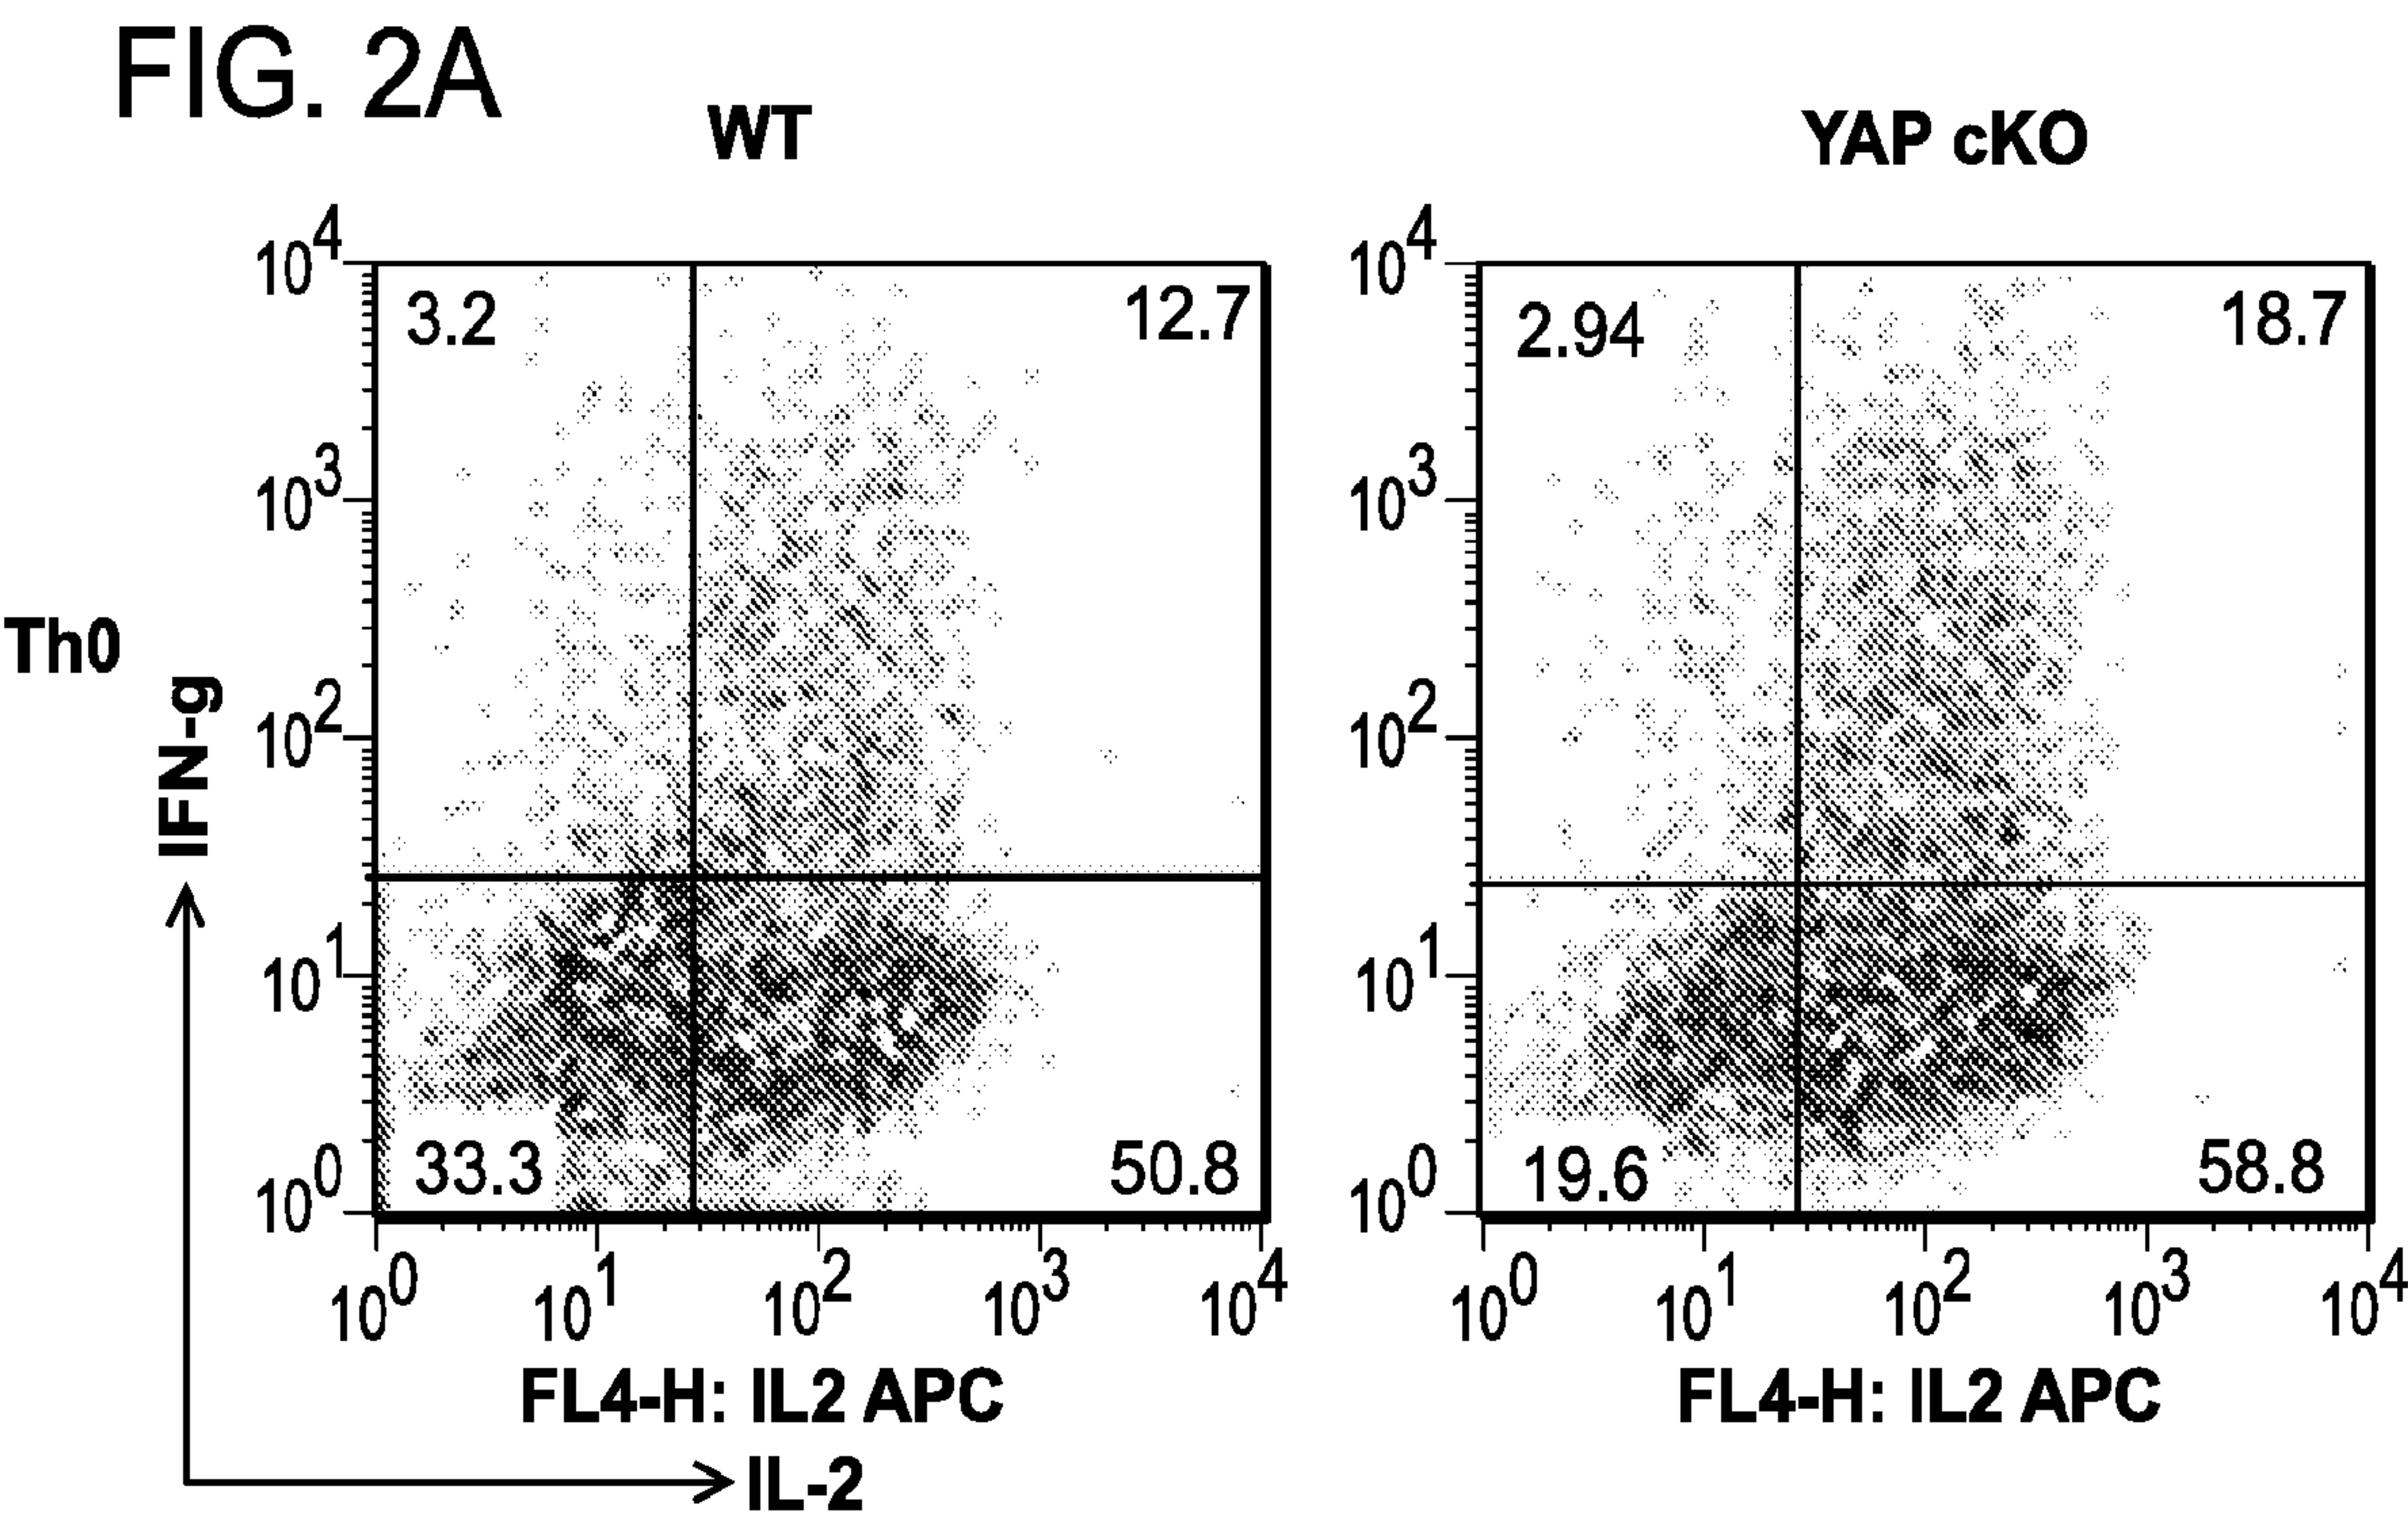 FIG. 2A
WT
YAP cKO
Th0
IFN-g
10^4
10^3
10^2
10^1
10^0
3.2
12.7
33.3
50.8
10^0 10^1 10^2 10^3 10^4
FL4-H: IL2 APC
IL-2
10^4
10^3
10^2
10^1
10^0
2.94
18.7
19.6
58.8
10^0 10^1 10^2 10^3 10^4
FL4-H: IL2 APC